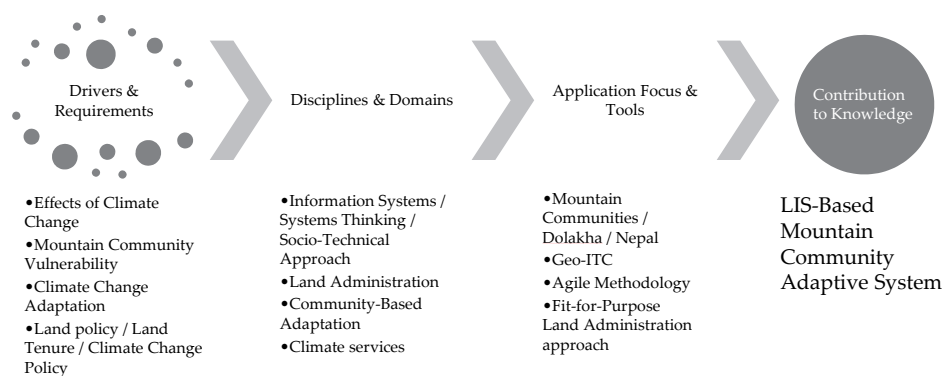 Drivers &
Requirements
Disciplines & Domains
Application Focus &
Tools
Contribution
to Knowledge
•Effects of Climate
Change
•Mountain Community
Vulnerability
•Climate Change
Adaptation
•Land policy / Land
Tenure / Climate Change
Policy
•Information Systems /
Systems Thinking /
Socio-Technical
Approach
•Land Administration
•Community-Based
Adaptation
•Climate services
•Mountain
Communities /
Dolakha / Nepal
•Geo-ITC
•Agile Methodology
•Fit-for-Purpose
Land Administration
approach
LIS-Based
Mountain
Community
Adaptive System